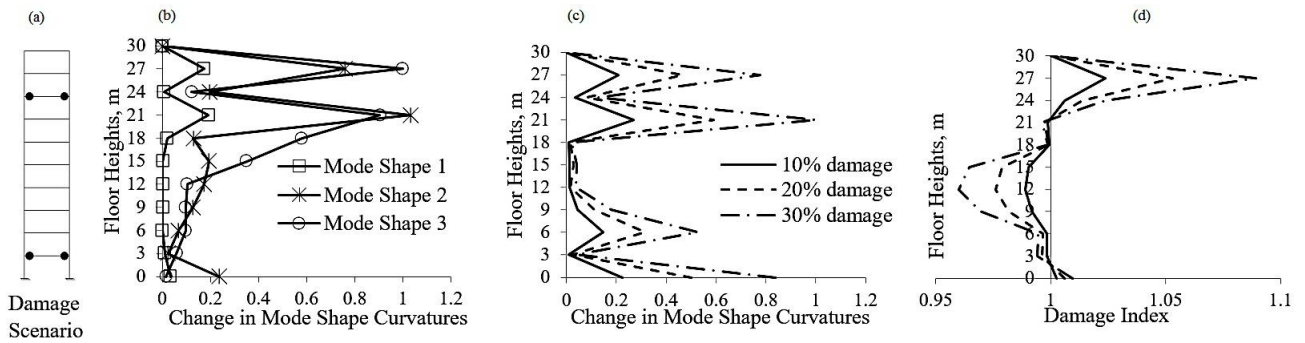 (a)
Damage
Scenario
(b)
Floor Heights, m
30
27
24
21
18
15
12
9
6
3
0
Mode Shape 1
Mode Shape 2
Mode Shape 3
0 0.2 0.4 0.6 0.8 1 1.2
Change in Mode Shape Curvatures
(c)
Floor Heights, m
30
27
24
21
18
15
12
9
6
3
0
10% damage
20% damage
30% damage
0 0.2 0.4 0.6 0.8 1 1.2
Change in Mode Shape Curvatures
(d)
Floor Heights, m
30
27
24
21
18
15
12
9
6
3
0
0.95 1 1.05 1.1
Damage Index